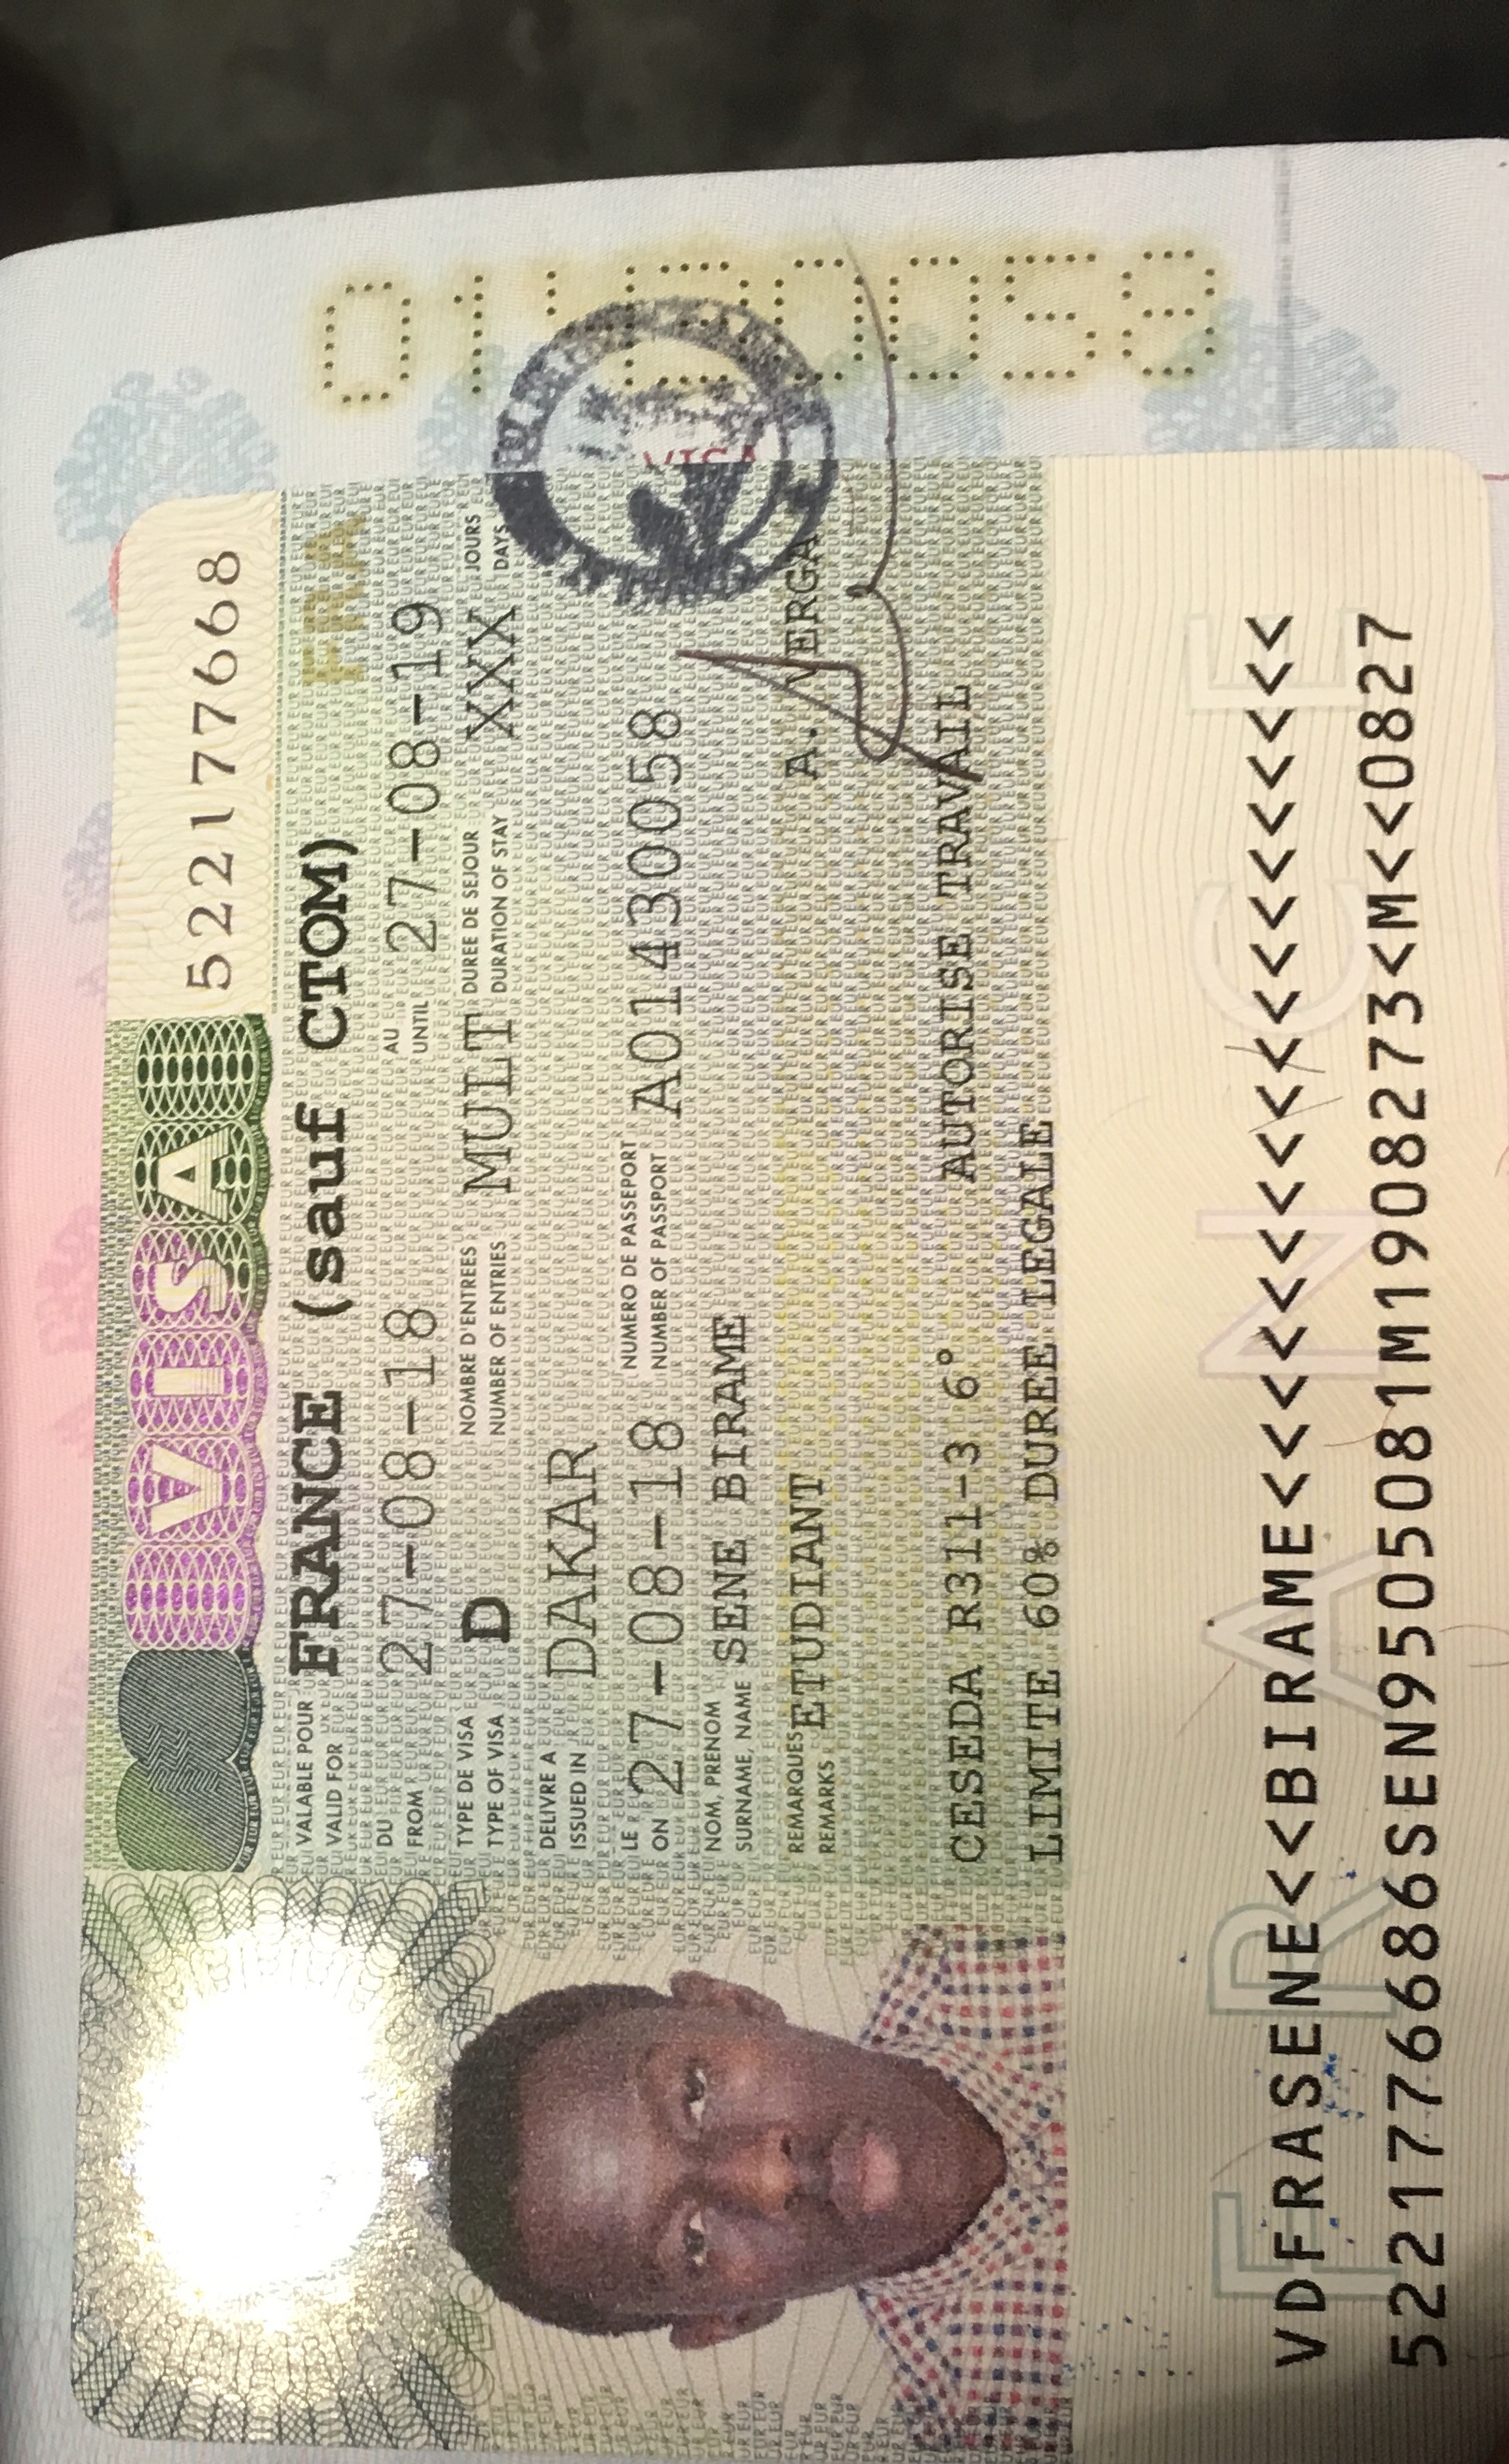 VISA
522177668
VALABLE POUR
VALID FOR
FRANCE (sauf CTOM)
FRA
DU
FROM
27-08-18
AU
UNTIL
27-08-19
TYPE DE VISA
TYPE OF VISA
D
NOMBRE D'ENTREES
NUMBER OF ENTRIES
MULT
DUREE DE SEJOUR
DURATION OF STAY
XXX
JOURS
DAYS
DELIVRE A
ISSUED IN
DAKAR
LE
ON
27-08-18
NUMERO DE PASSEPORT
NUMBER OF PASSPORT
A01430058
NOM, PRENOM
SURNAME, NAME
SENE BIRAME
REMARQUES
REMARKS
ETUDIANT
A. VERGA
CESEDA R311-3 6° AUTORISE TRAVAIL
LIMITE 60% DUREE LEGALE
FRANCE
VDFRASENE<<BIRAME<<<<<<<<<<<<<<<<<<<
5221776686SEN9505081M1908273<M<<0827
VISA